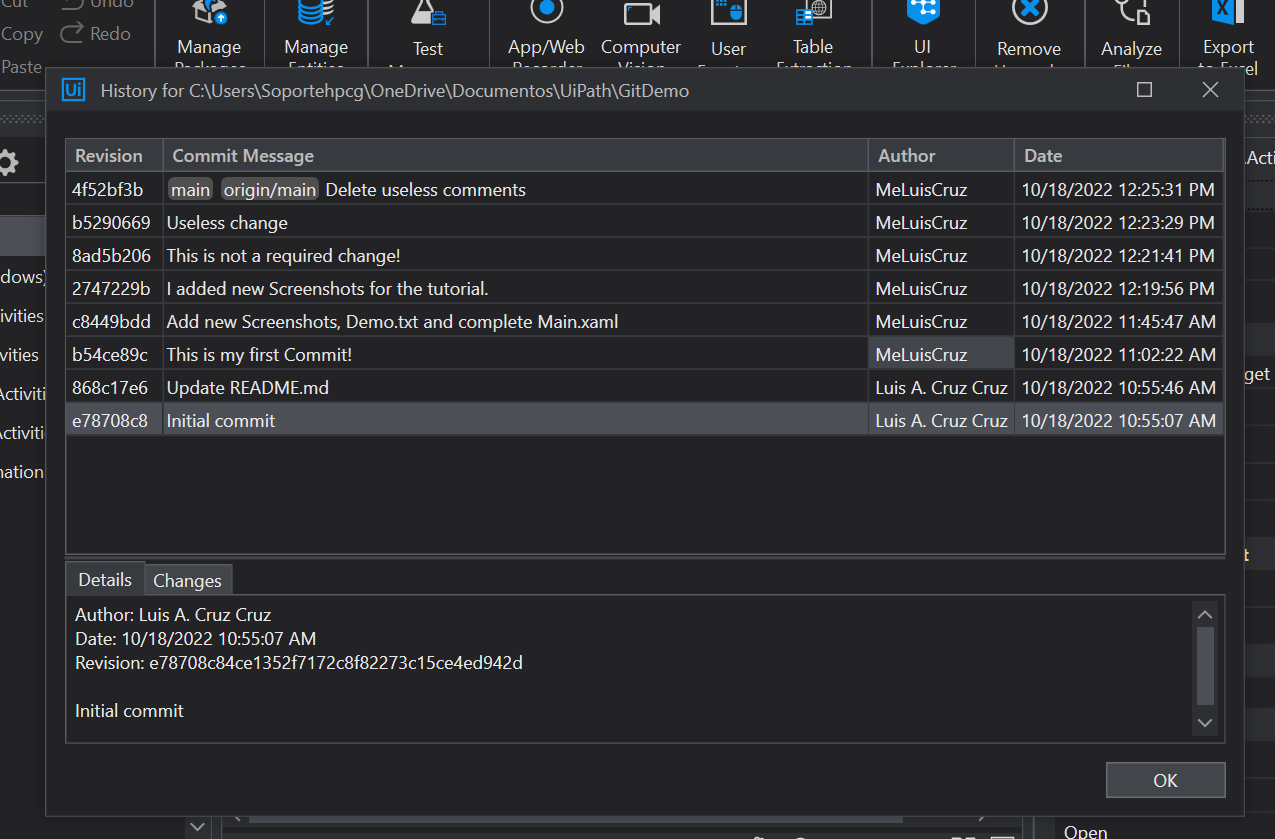 Cut Undo
Copy Redo
Paste
Manage Manage Test App/Web Computer User Table UI Remove Analyze Export
Packages Entities Recorder Vision Extraction Explorer to Excel
Ui History for C:\Users\Soportehpcg\OneDrive\Documentos\UiPath\GitDemo
Revision Commit Message Author Date
4f52bf3b main origin/main Delete useless comments MeLuisCruz 10/18/2022 12:25:31 PM
b5290669 Useless change MeLuisCruz 10/18/2022 12:23:29 PM
8ad5b206 This is not a required change! MeLuisCruz 10/18/2022 12:21:41 PM
2747229b I added new Screenshots for the tutorial. MeLuisCruz 10/18/2022 12:19:56 PM
c8449bdd Add new Screenshots, Demo.txt and complete Main.xaml MeLuisCruz 10/18/2022 11:45:47 AM
b54ce89c This is my first Commit! MeLuisCruz 10/18/2022 11:02:22 AM
868c17e6 Update README.md Luis A. Cruz Cruz 10/18/2022 10:55:46 AM
e78708c8 Initial commit Luis A. Cruz Cruz 10/18/2022 10:55:07 AM
Details Changes
Author: Luis A. Cruz Cruz
Date: 10/18/2022 10:55:07 AM
Revision: e78708c84ce1352f7172c8f82273c15ce4ed942d
Initial commit
OK
Open